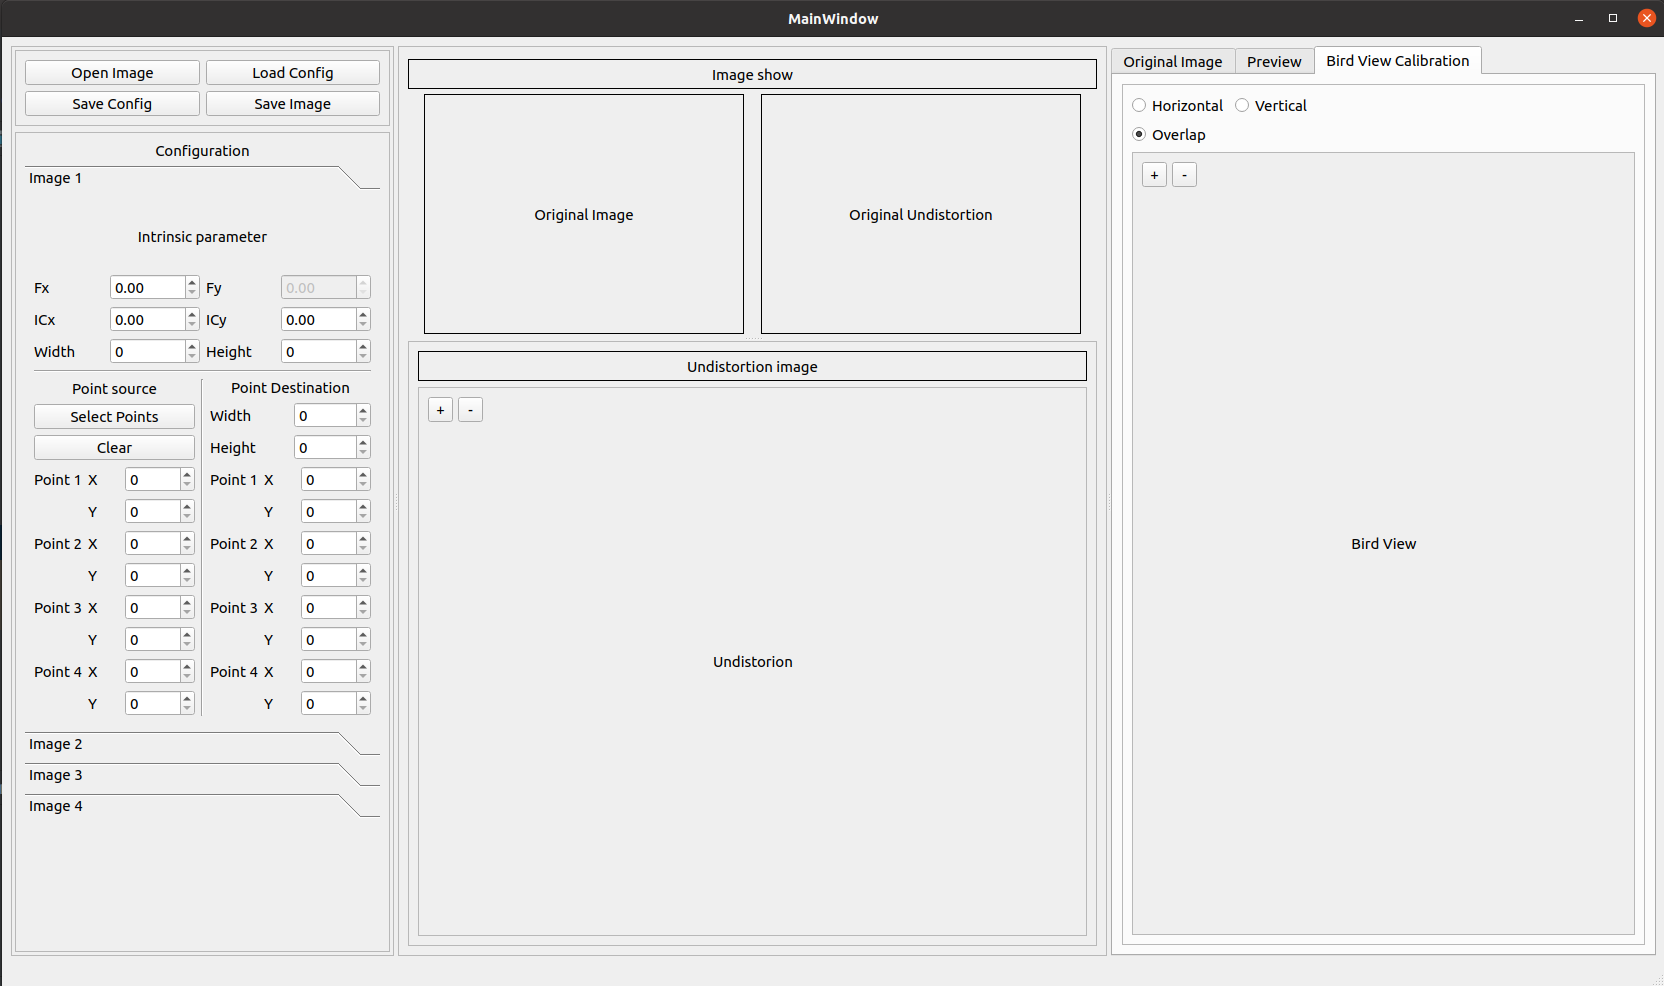 MainWindow
Open Image Load Config
Save Config Save Image
Configuration
Image 1
Intrinsic parameter
Fx 0.00 Fy 0.00
ICx 0.00 ICy 0.00
Width 0 Height 0
Point source
Select Points
Clear
Point 1 X 0
Y 0
Point 2 X 0
Y 0
Point 3 X 0
Y 0
Point 4 X 0
Y 0
Point Destination
Width 0
Height 0
Point 1 X 0
Y 0
Point 2 X 0
Y 0
Point 3 X 0
Y 0
Point 4 X 0
Y 0
Image 2
Image 3
Image 4
Image show
Original Image
Original Undistortion
Undistortion image
+ -
Undistorion
Original Image Preview Bird View Calibration
Horizontal Vertical
Overlap
+ -
Bird View